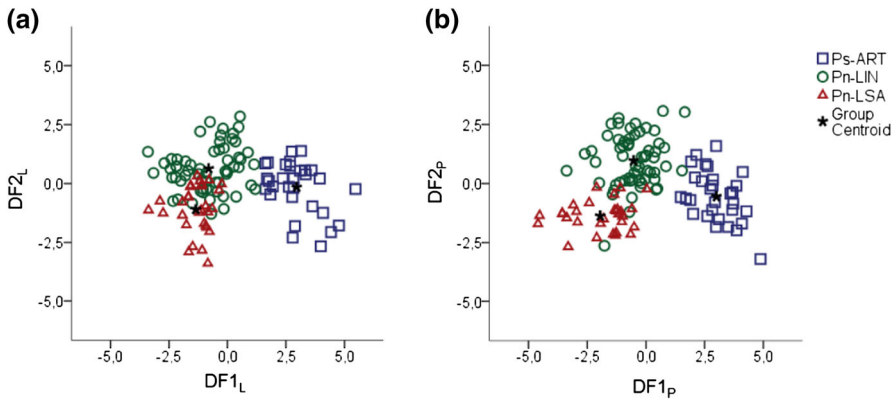 (a)
5,0
2,5
0,0
-2,5
-5,0
DF2L
-5,0 -2,5 0,0 2,5 5,0
DF1L
(b)
5,0
2,5
0,0
-2,5
-5,0
DF2P
-5,0 -2,5 0,0 2,5 5,0
DF1P
Ps-ART
Pn-LIN
Pn-LSA
Group
Centroid